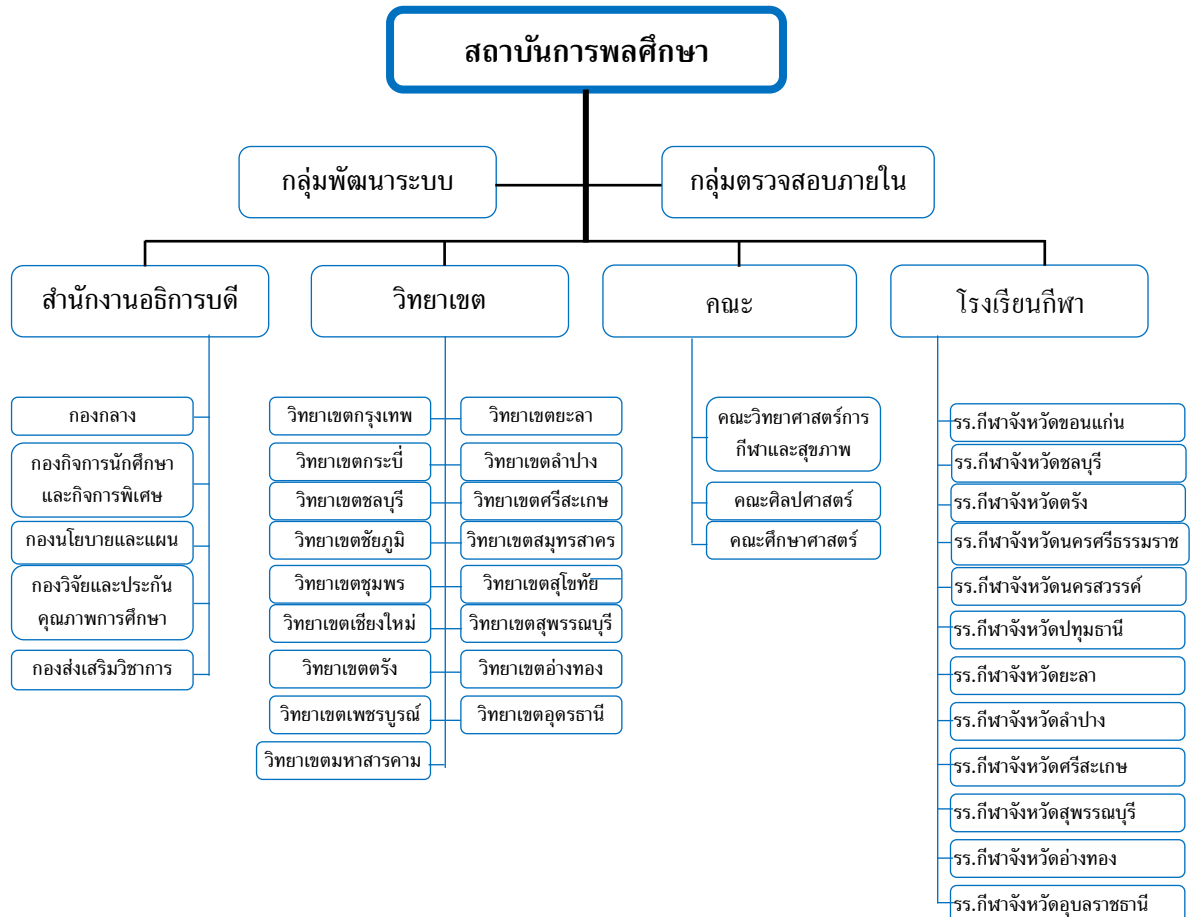 สถาบันการพลศึกษา
กลุ่มพัฒนาระบบ
กลุ่มตรวจสอบภายใน
สำนักงานอธิการบดี
วิทยาเขต
คณะ
โรงเรียนกีฬา
กองกลาง
กองกิจการนักศึกษา
และกิจการพิเศษ
กองนโยบายและแผน
กองวิจัยและประกัน
คุณภาพการศึกษา
กองส่งเสริมวิชาการ
วิทยาเขตกรุงเทพ
วิทยาเขตกระบี่
วิทยาเขตชลบุรี
วิทยาเขตชัยภูมิ
วิทยาเขตชุมพร
วิทยาเขตเชียงใหม่
วิทยาเขตตรัง
วิทยาเขตเพชรบูรณ์
วิทยาเขตมหาสารคาม
วิทยาเขตยะลา
วิทยาเขตลำปาง
วิทยาเขตศรีสะเกษ
วิทยาเขตสมุทรสาคร
วิทยาเขตสุโขทัย
วิทยาเขตสุพรรณบุรี
วิทยาเขตอ่างทอง
วิทยาเขตอุดรธานี
คณะวิทยาศาสตร์การ
กีฬาและสุขภาพ
คณะศิลปศาสตร์
คณะศึกษาศาสตร์
รร.กีฬาจังหวัดขอนแก่น
รร.กีฬาจังหวัดชลบุรี
รร.กีฬาจังหวัดตรัง
รร.กีฬาจังหวัดนครศรีธรรมราช
รร.กีฬาจังหวัดนครสวรรค์
รร.กีฬาจังหวัดปทุมธานี
รร.กีฬาจังหวัดยะลา
รร.กีฬาจังหวัดลำปาง
รร.กีฬาจังหวัดศรีสะเกษ
รร.กีฬาจังหวัดสุพรรณบุรี
รร.กีฬาจังหวัดอ่างทอง
รร.กีฬาจังหวัดอุบลราชธานี